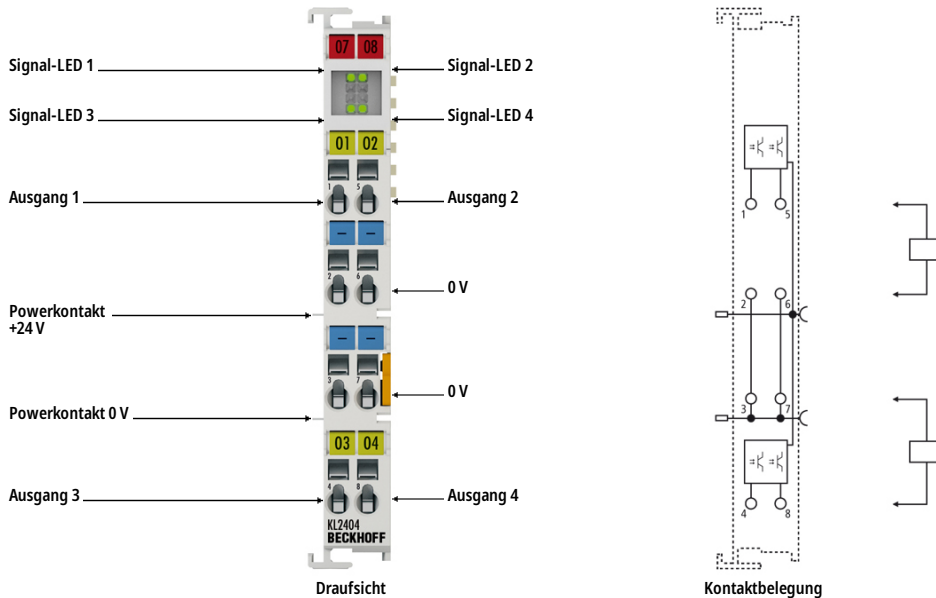 07 08
Signal-LED 1
Signal-LED 2
Signal-LED 3
Signal-LED 4
01 02
1 5
Ausgang 1
Ausgang 2
– –
2 6
0 V
Powerkontakt
+24 V
– –
3 7
0 V
Powerkontakt 0 V
03 04
4 8
Ausgang 3
Ausgang 4
KL2404
BECKHOFF
Draufsicht
1 5
2 6
3 7
4 8
Kontaktbelegung